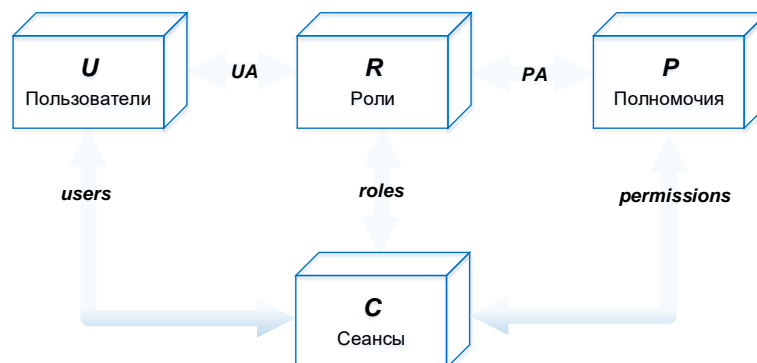 U
Пользователи
UA
R
Роли
PA
P
Полномочия
users
roles
permissions
C
Сеансы